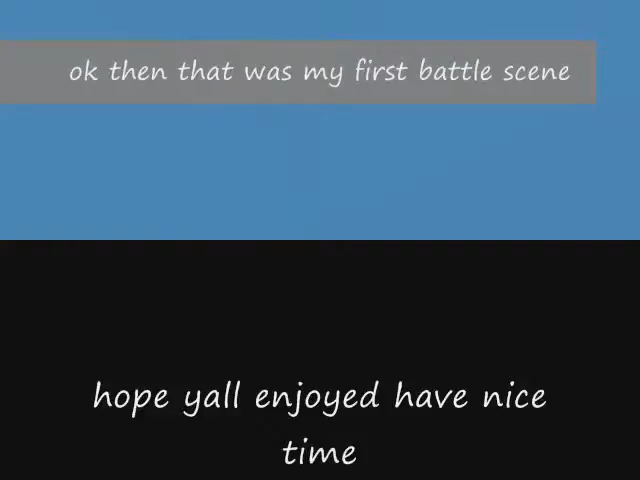 ok then that was my first battle scene
hope yall enjoyed have nice
time